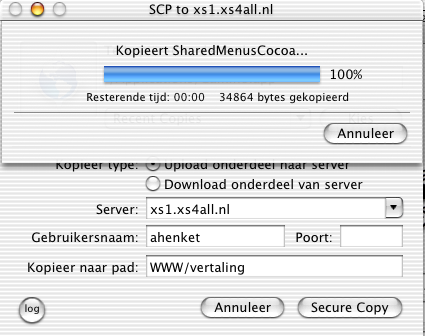 SCP to xs1.xs4all.nl
Kopieert SharedMenusCocoa...
100%
Resterende tijd: 00:00 34864 bytes gekopieerd
Recent Copies
Kies
Annuleer
Kopieer type: Upload onderdeel naar server
Download onderdeel van server
Server: xs1.xs4all.nl
Gebruikersnaam: ahenket Poort:
Kopieer naar pad: WWW/vertaling
log Annuleer Secure Copy